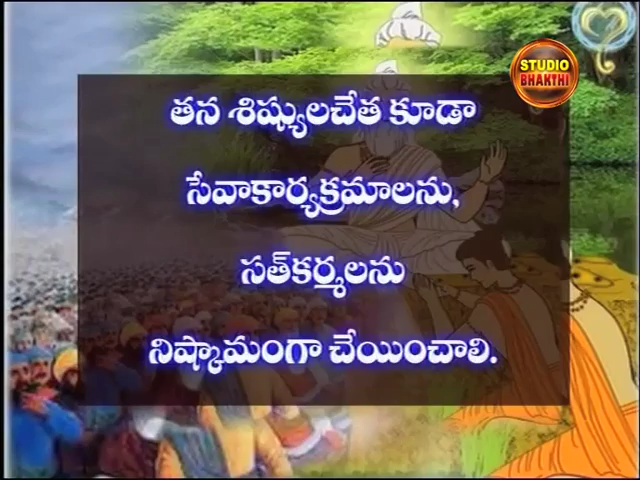 STUDIO
BHAKTHI
తన శిష్యులచేత కూడా
సేవాకార్యక్రమాలను,
సత్‌కర్మలను
నిష్కామంగా చేయించాలి.